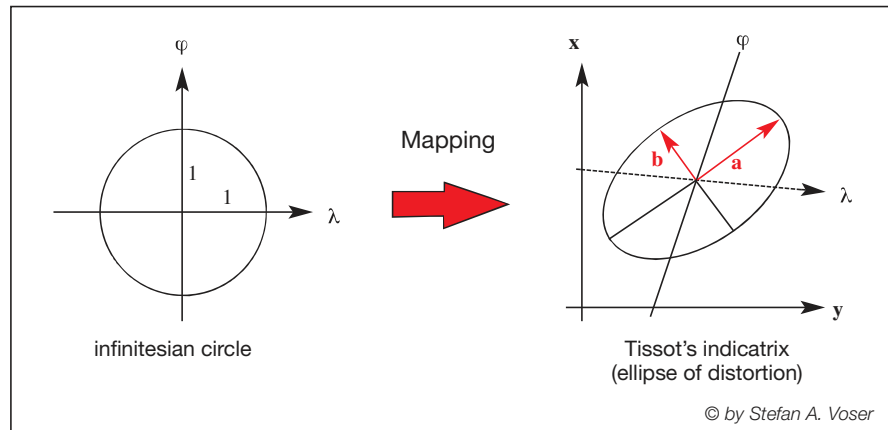 φ
1
1
λ
infinitesian circle
Mapping
x
φ
b
a
λ
y
Tissot's indicatrix
(ellipse of distortion)
© by Stefan A. Voser